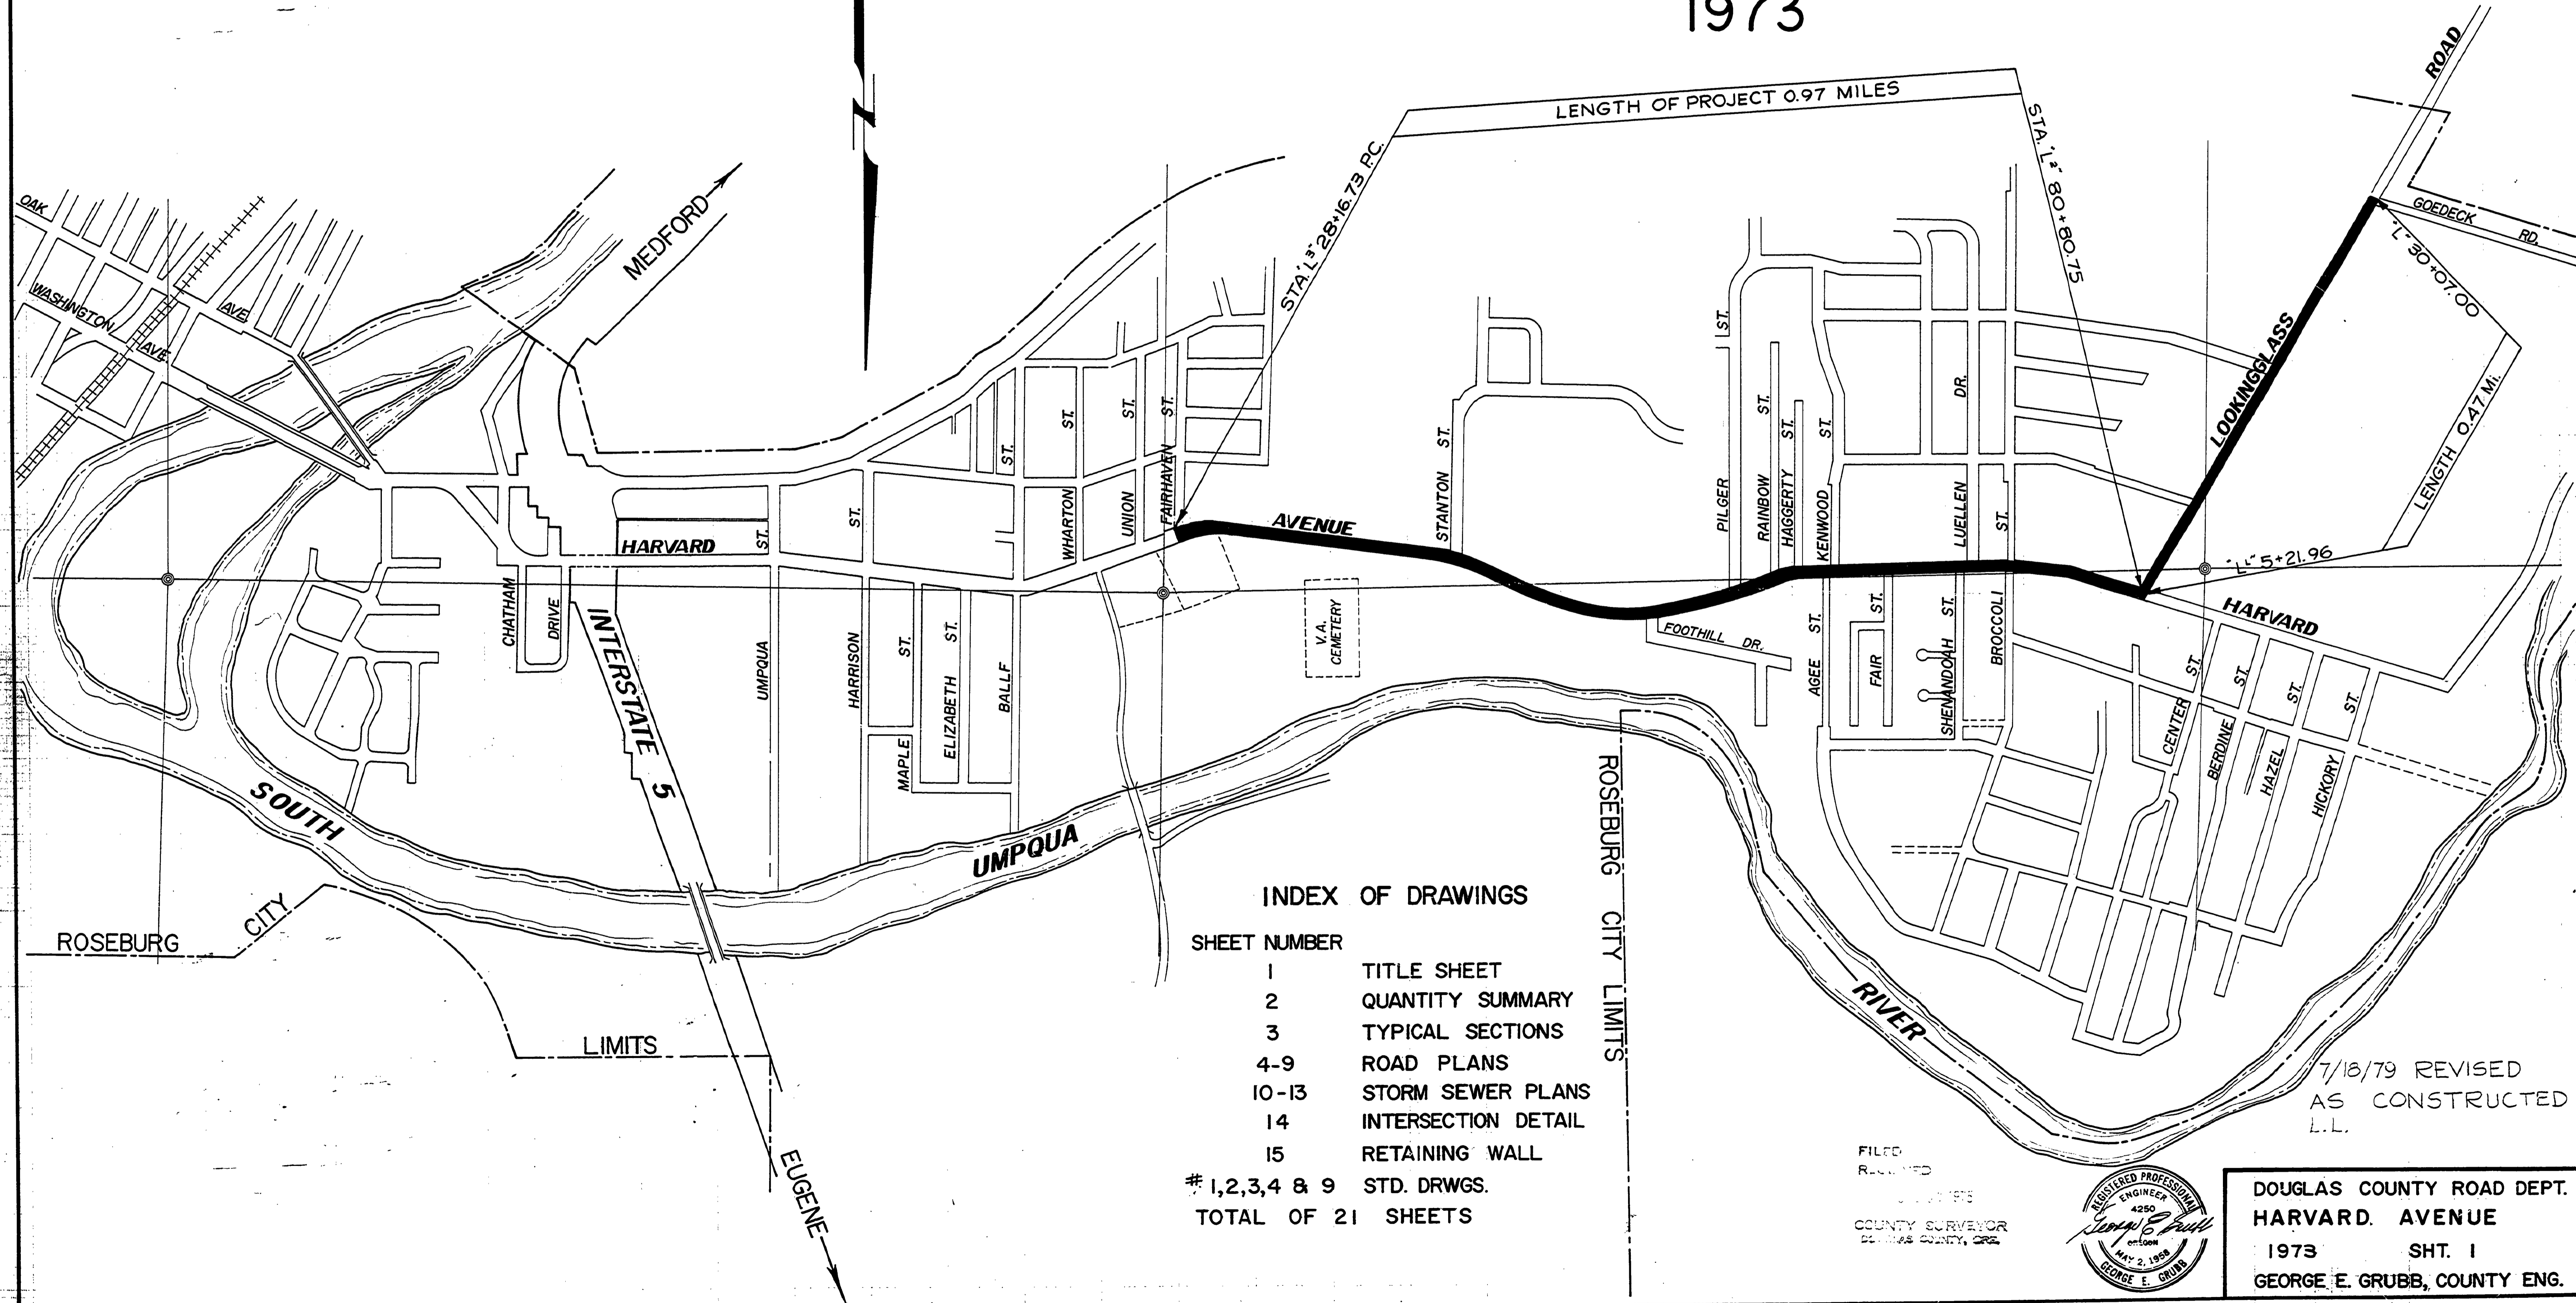 1973
LENGTH OF PROJECT 0.97 MILES
STA. "L³" 28+16.73 P.C.
STA. "L²" 80+80.75
ROAD
GOEDECK RD.
"L" 30+07.00
LENGTH 0.47 Mi.
"L" 5+21.96
LOOKINGGLASS
MEDFORD
OAK AVE
WASHINGTON AVE
HARVARD
AVENUE
HARVARD
CHATHAM DRIVE
INTERSTATE 5
UMPQUA ST.
HARRISON ST.
MAPLE ST.
ELIZABETH ST.
BALLF ST.
WHARTON ST.
UNION ST.
FAIRHAVEN ST.
V.A. CEMETERY
STANTON ST.
PILGER ST.
RAINBOW ST.
HAGGERTY ST.
KENWOOD ST.
LUELLEN DR.
BROCCOLI ST.
FOOTHILL DR.
AGEE ST.
FAIR ST.
SHENANDOAH ST.
CENTER ST.
BERDINE ST.
HAZEL ST.
HICKORY ST.
SOUTH UMPQUA RIVER
ROSEBURG CITY LIMITS
ROSEBURG CITY LIMITS
EUGENE
INDEX OF DRAWINGS
SHEET NUMBER
1 TITLE SHEET
2 QUANTITY SUMMARY
3 TYPICAL SECTIONS
4-9 ROAD PLANS
10-13 STORM SEWER PLANS
14 INTERSECTION DETAIL
15 RETAINING WALL
# 1,2,3,4 & 9 STD. DRWGS.
TOTAL OF 21 SHEETS
7/18/79 REVISED
AS CONSTRUCTED
L.L.
FILED
COUNTY SURVEYOR
DOUGLAS COUNTY, ORE.
REGISTERED PROFESSIONAL
ENGINEER
4250
George E Grubb
OREGON
MAY 2, 1958
GEORGE E. GRUBB
DOUGLAS COUNTY ROAD DEPT.
HARVARD. AVENUE
1973 SHT. 1
GEORGE E. GRUBB, COUNTY ENG.